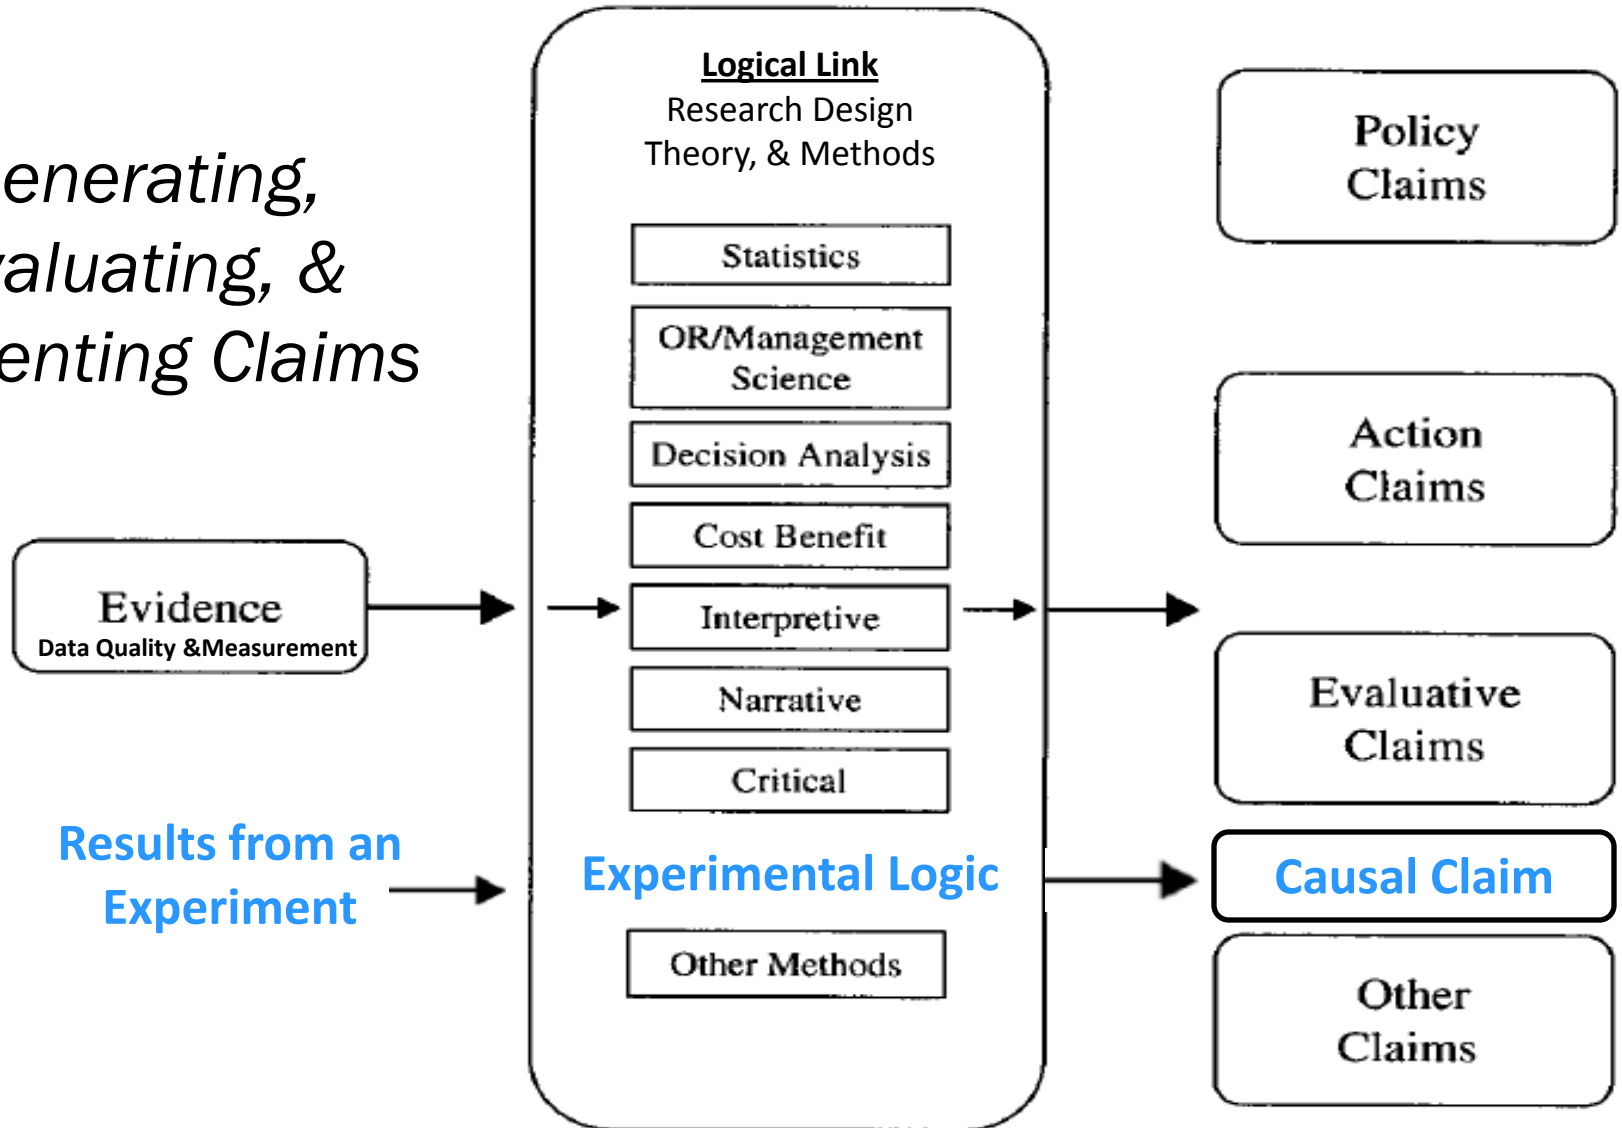 enerating,
valuating, &
enting Claims
Evidence
Data Quality &Measurement
Results from an
Experiment
Logical Link
Research Design
Theory, & Methods
Statistics
OR/Management
Science
Decision Analysis
Cost Benefit
Interpretive
Narrative
Critical
Experimental Logic
Other Methods
Policy
Claims
Action
Claims
Evaluative
Claims
Causal Claim
Other
Claims